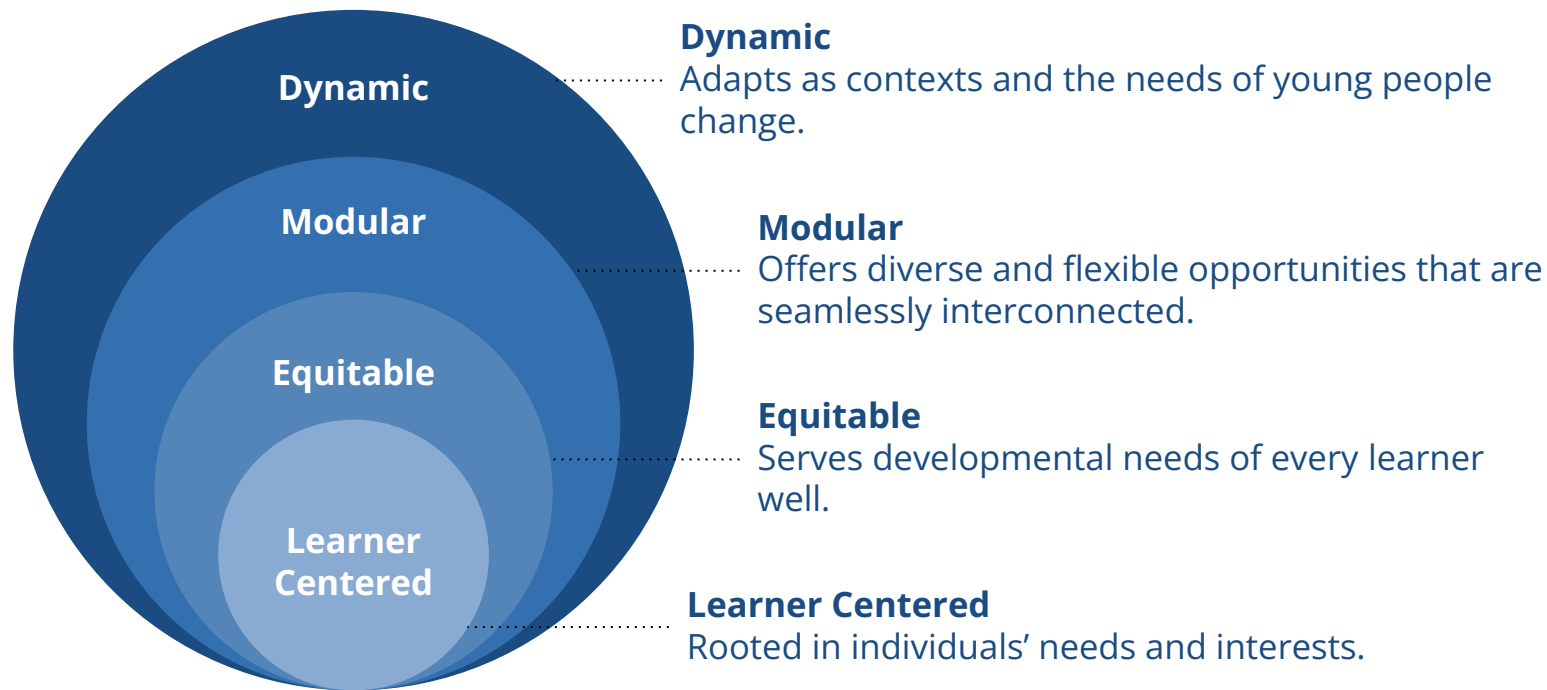 Dynamic
Modular
Equitable
Learner
Centered
Dynamic
Adapts as contexts and the needs of young people
change.
Modular
Offers diverse and flexible opportunities that are
seamlessly interconnected.
Equitable
Serves developmental needs of every learner
well.
Learner Centered
Rooted in individuals’ needs and interests.